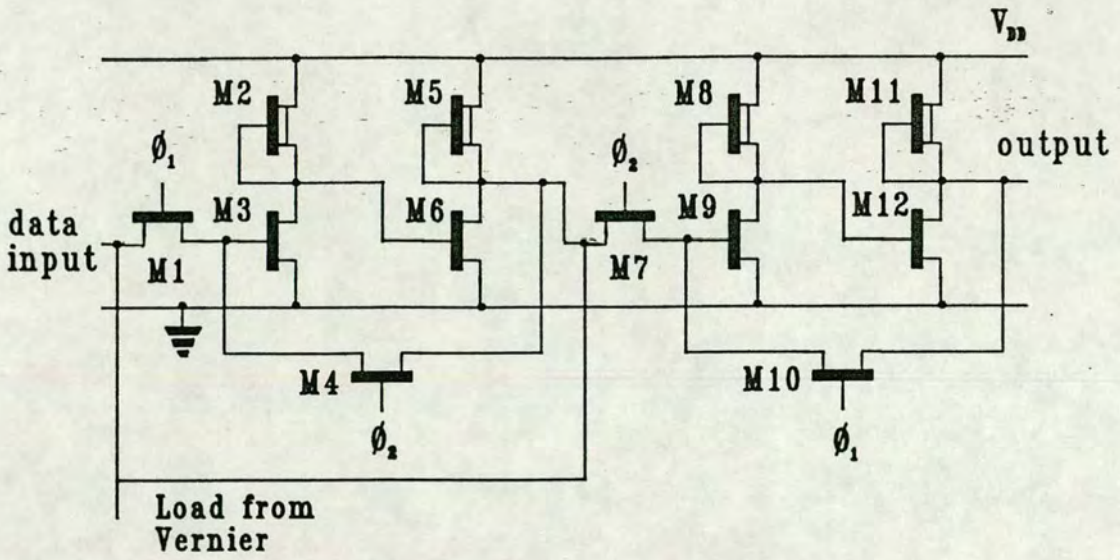 V_DD
M2
M5
M8
M11
ø₁
ø₂
output
data
input
M3
M6
M9
M12
M1
M7
M4
M10
ø₂
ø₁
Load from
Vernier